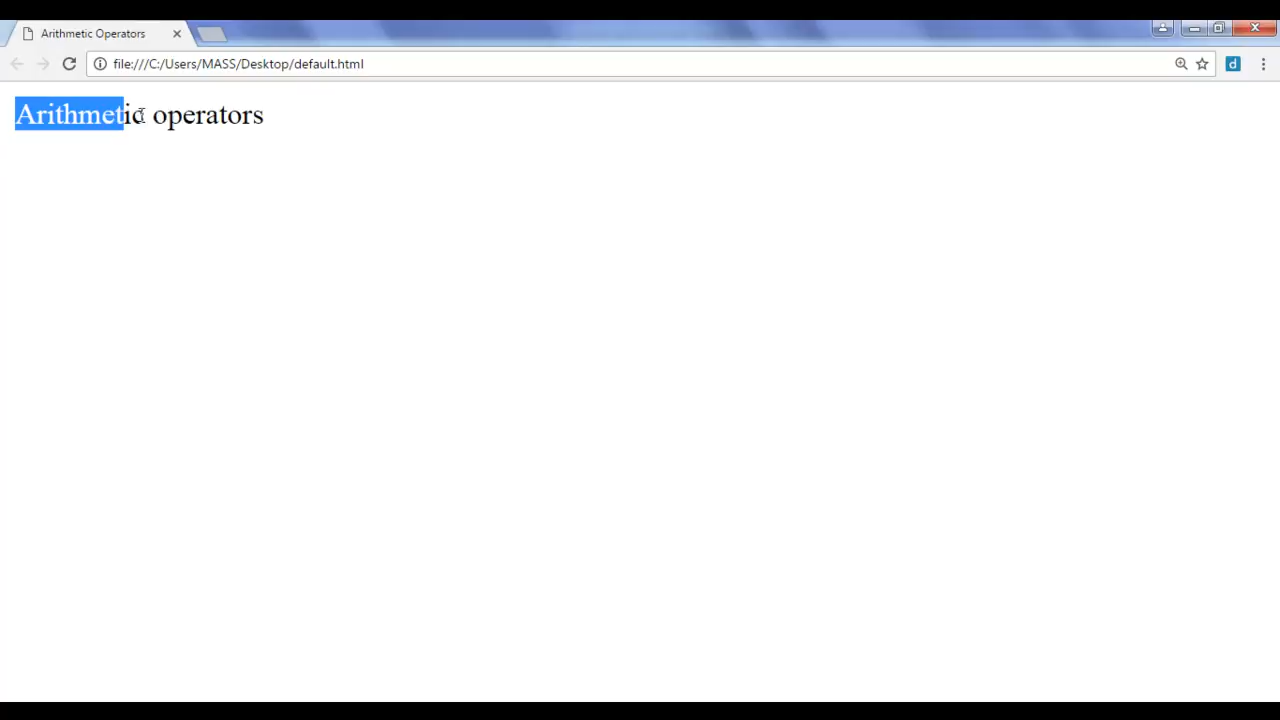 Arithmetic Operators
file:///C:/Users/MASS/Desktop/default.html
d
Arithmetic operators